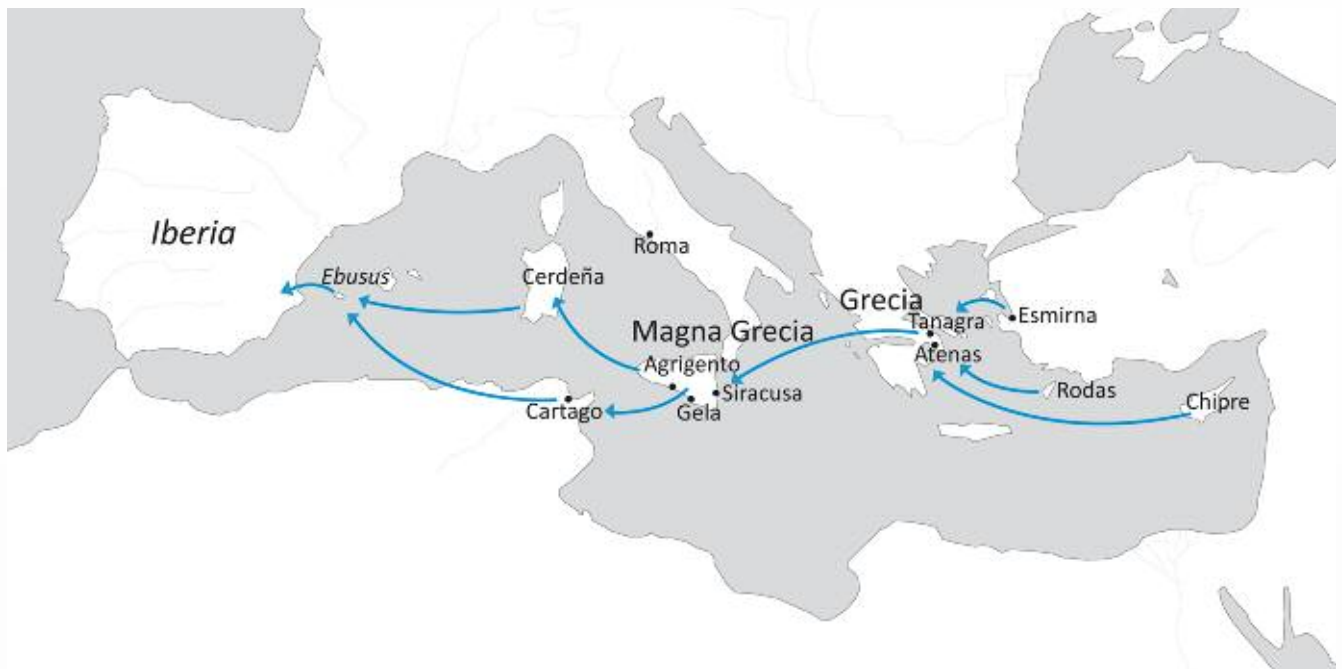 Iberia
Roma
Ebusus
Cerdeña
Grecia
Tanagra
Esmirna
Magna Grecia
Atenas
Agrigento
Siracusa
Rodas
Chipre
Cartago
Gela